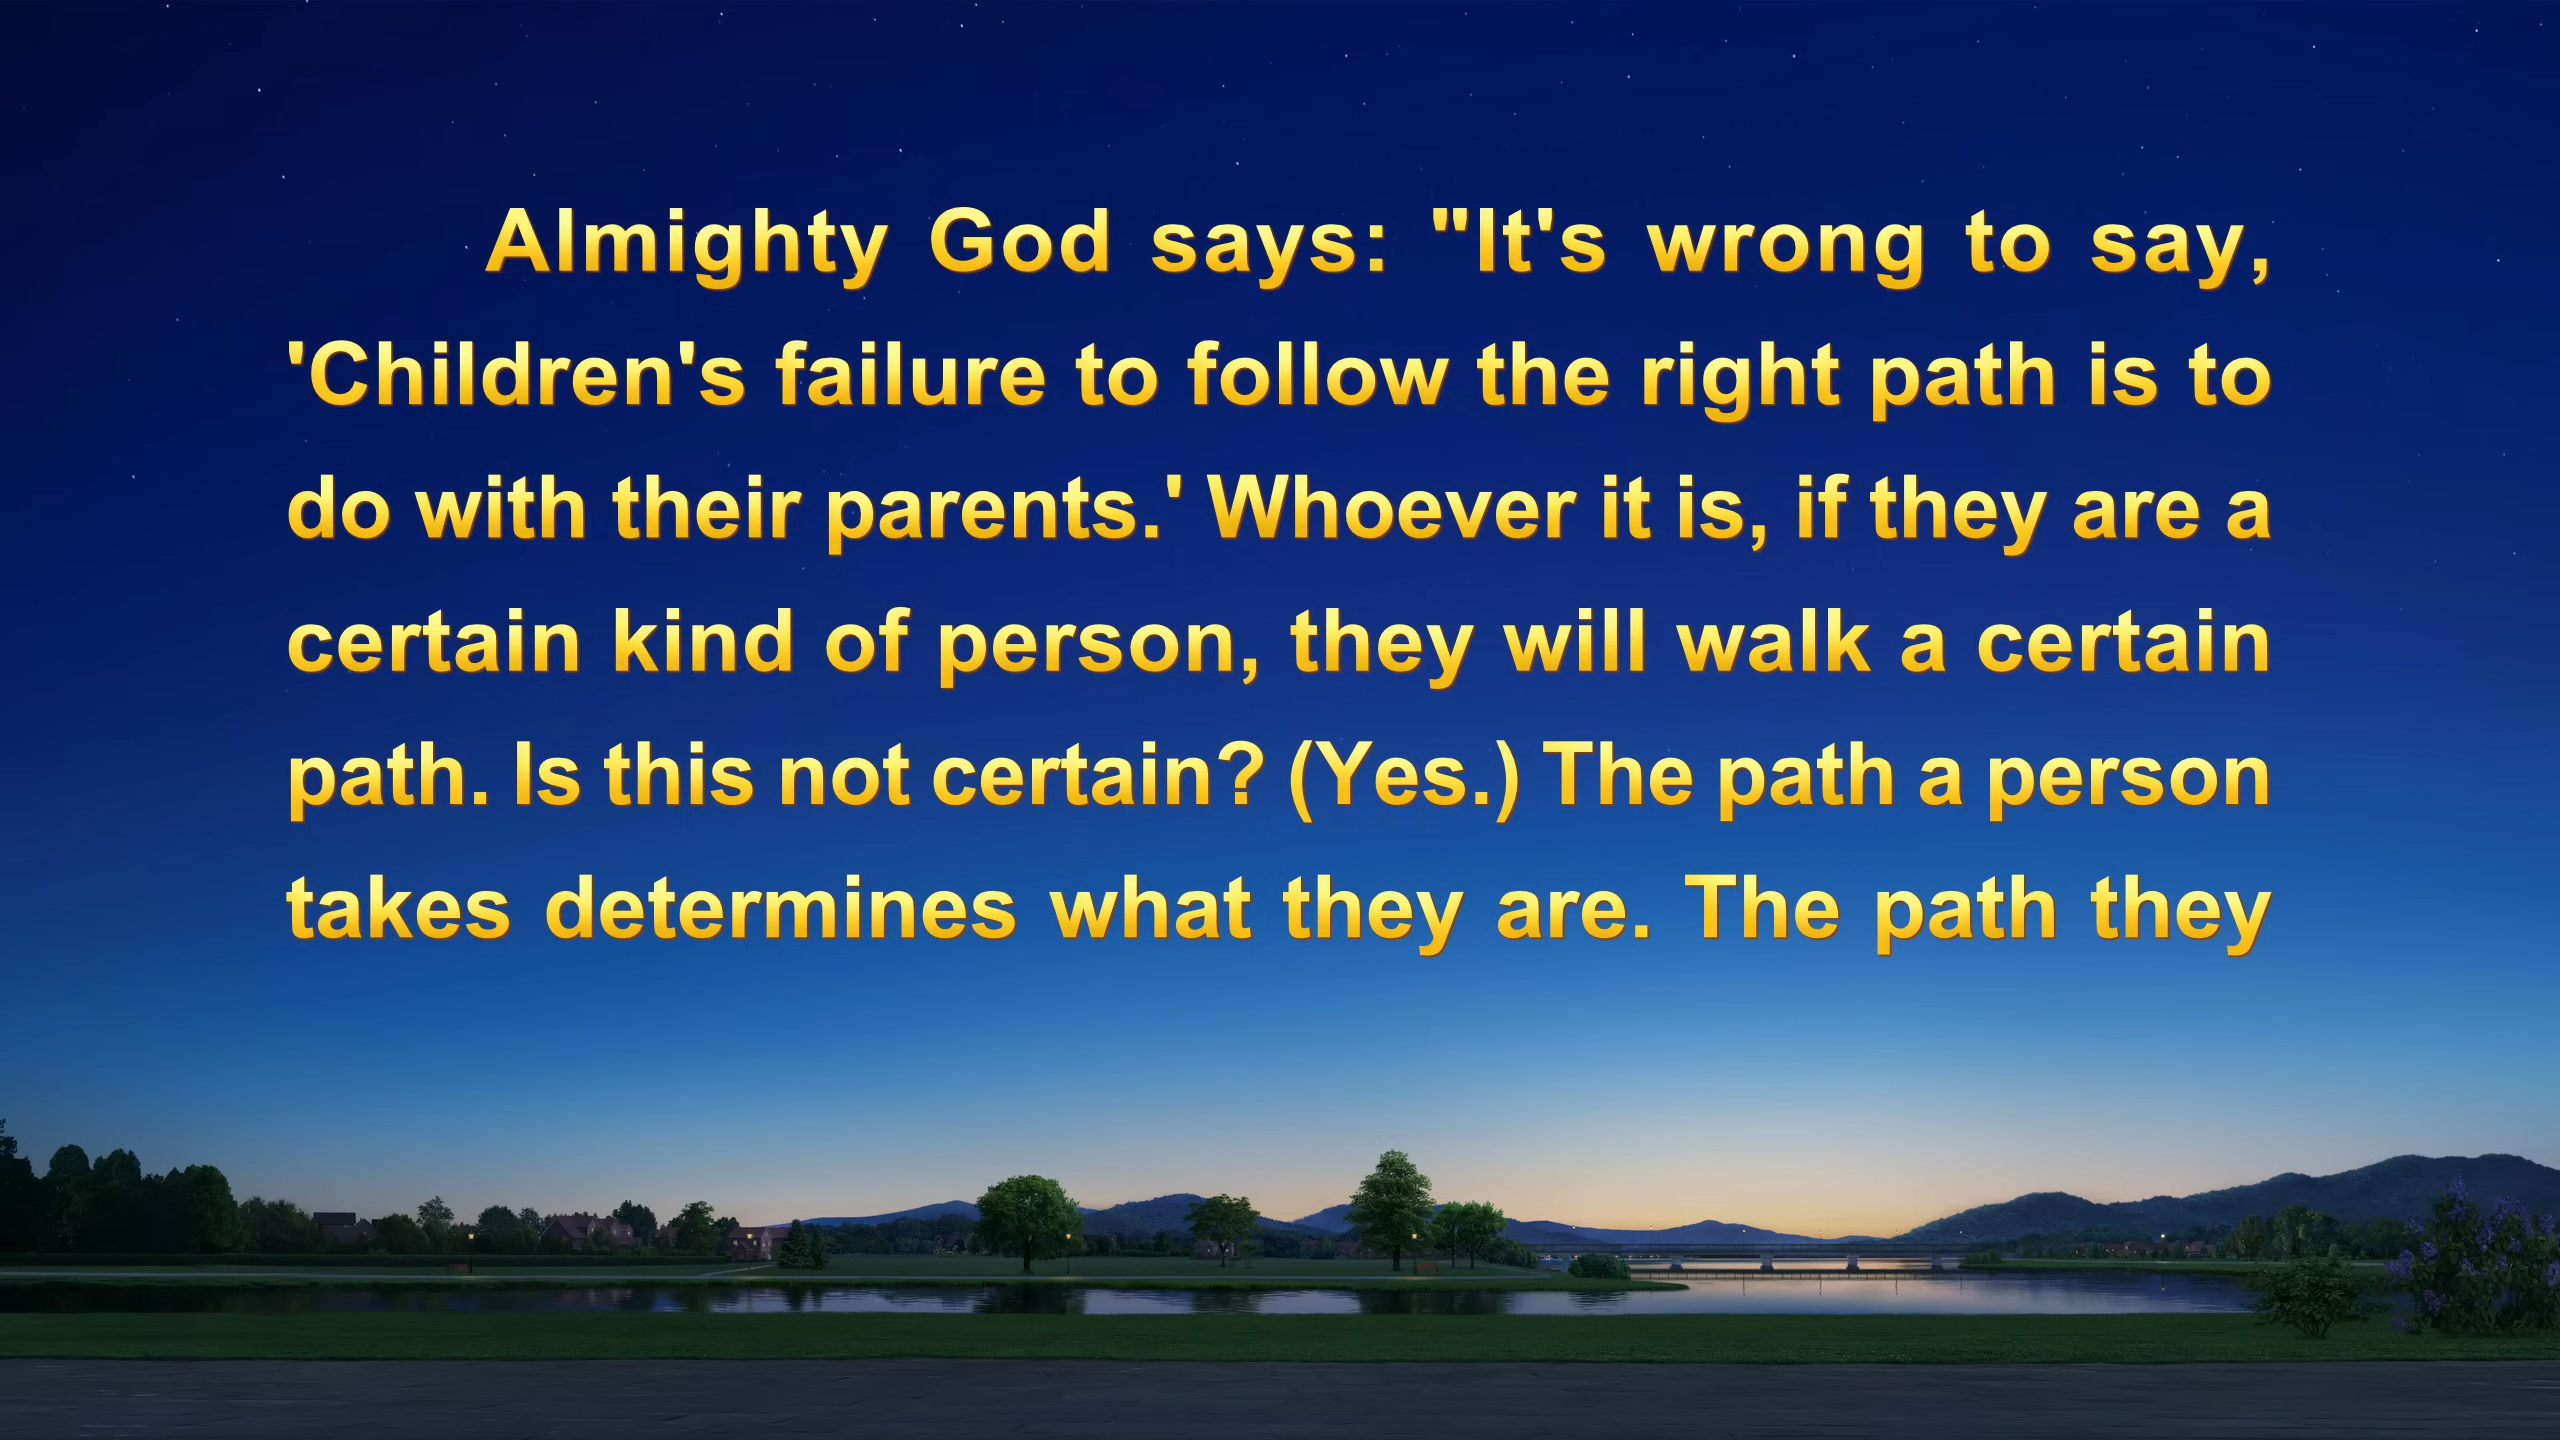 Almighty God says: "It's wrong to say,
'Children's failure to follow the right path is to
do with their parents.' Whoever it is, if they are a
certain kind of person, they will walk a certain
path. Is this not certain? (Yes.) The path a person
takes determines what they are. The path they